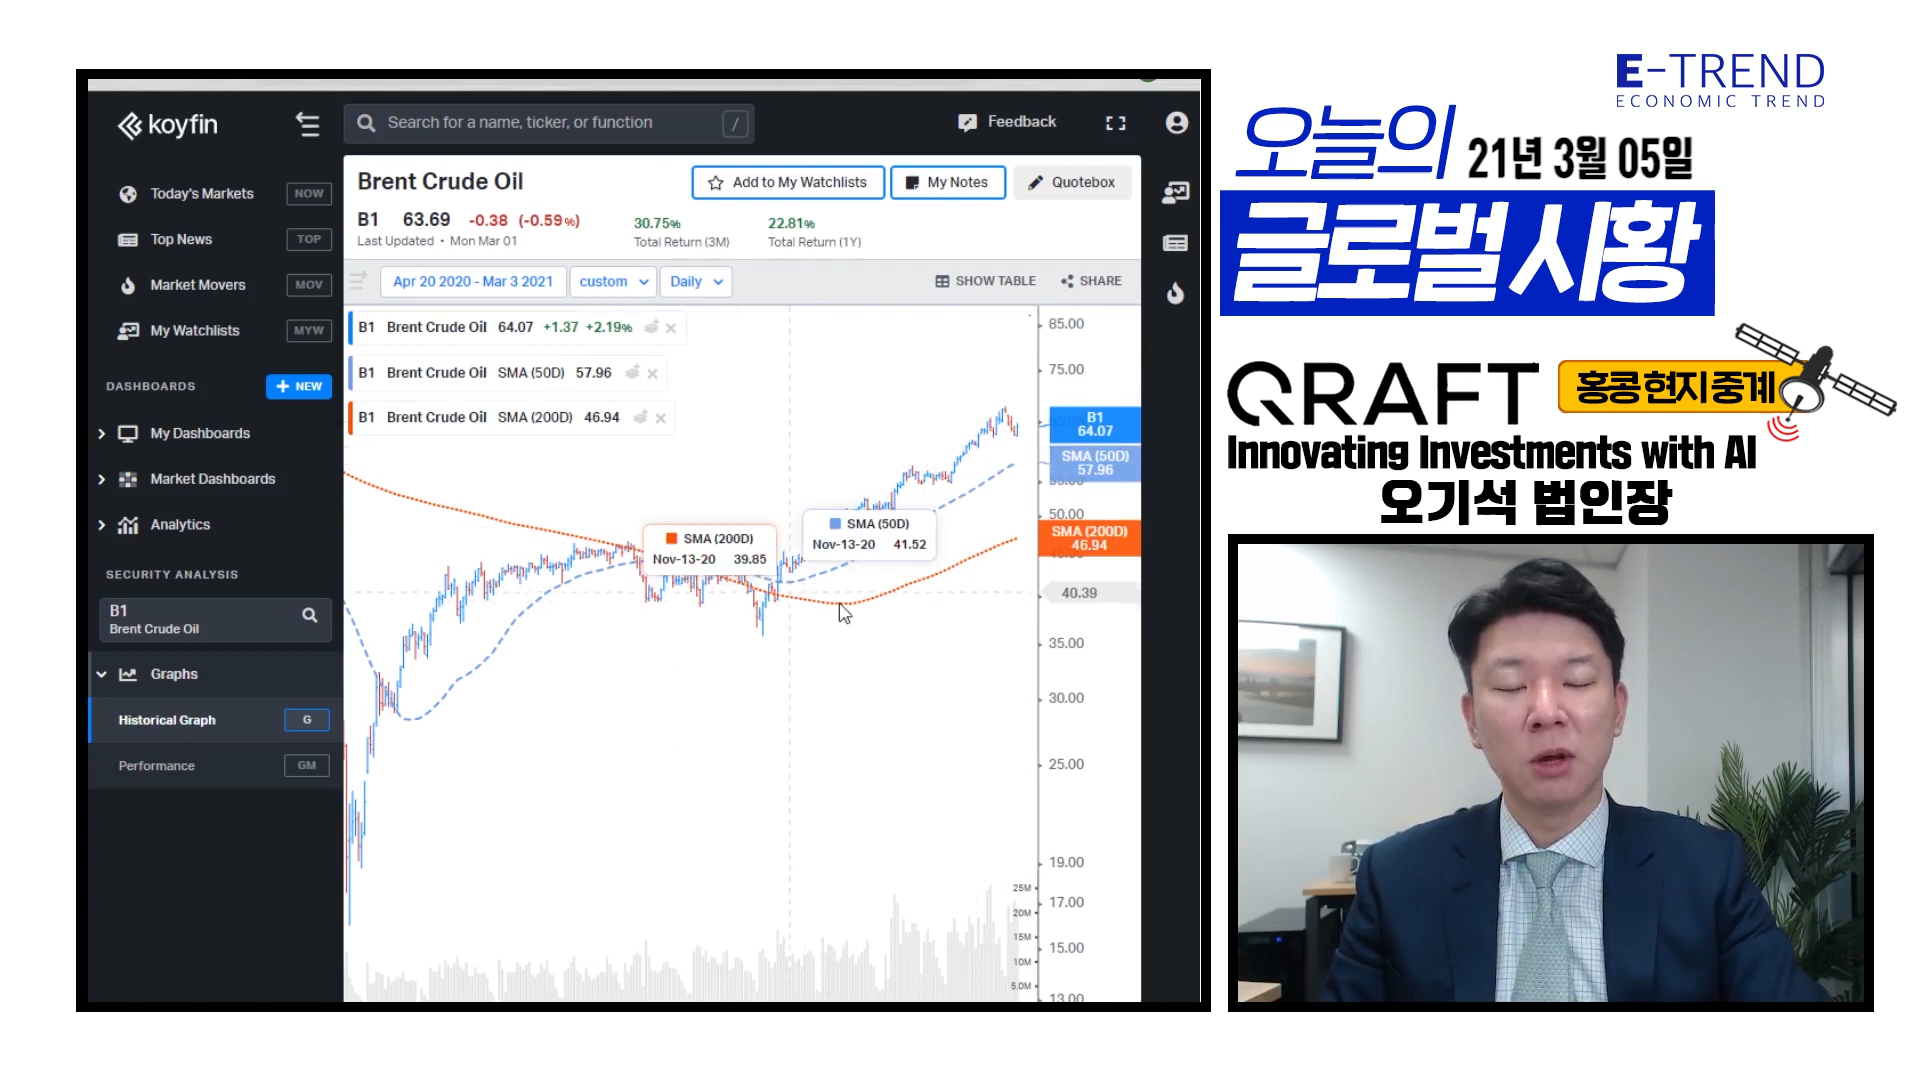 koyfin
Search for a name, ticker, or function
/
Feedback
Today's Markets NOW
Top News TOP
Market Movers MOV
My Watchlists MYW
DASHBOARDS
+ NEW
My Dashboards
Market Dashboards
Analytics
SECURITY ANALYSIS
B1
Brent Crude Oil
Graphs
Historical Graph G
Performance GM
Brent Crude Oil
Add to My Watchlists
My Notes
Quotebox
B1 63.69 -0.38 (-0.59%)
Last Updated • Mon Mar 01
30.75%
Total Return (3M)
22.81%
Total Return (1Y)
Apr 20 2020 - Mar 3 2021
custom
Daily
SHOW TABLE
SHARE
B1 Brent Crude Oil 64.07 +1.37 +2.19%
B1 Brent Crude Oil SMA (50D) 57.96
B1 Brent Crude Oil SMA (200D) 46.94
SMA (200D)
Nov-13-20 39.85
SMA (50D)
Nov-13-20 41.52
85.00
75.00
B1
64.07
SMA (50D)
57.96
50.00
SMA (200D)
46.94
40.39
35.00
30.00
25.00
19.00
17.00
15.00
13.00
25M
20M
15M
10M
5.0M
E-TREND
ECONOMIC TREND
오늘의 21년 3월 05일
글로벌 시황
QRAFT
홍콩 현지 중계
Innovating Investments with AI
오기석 법인장